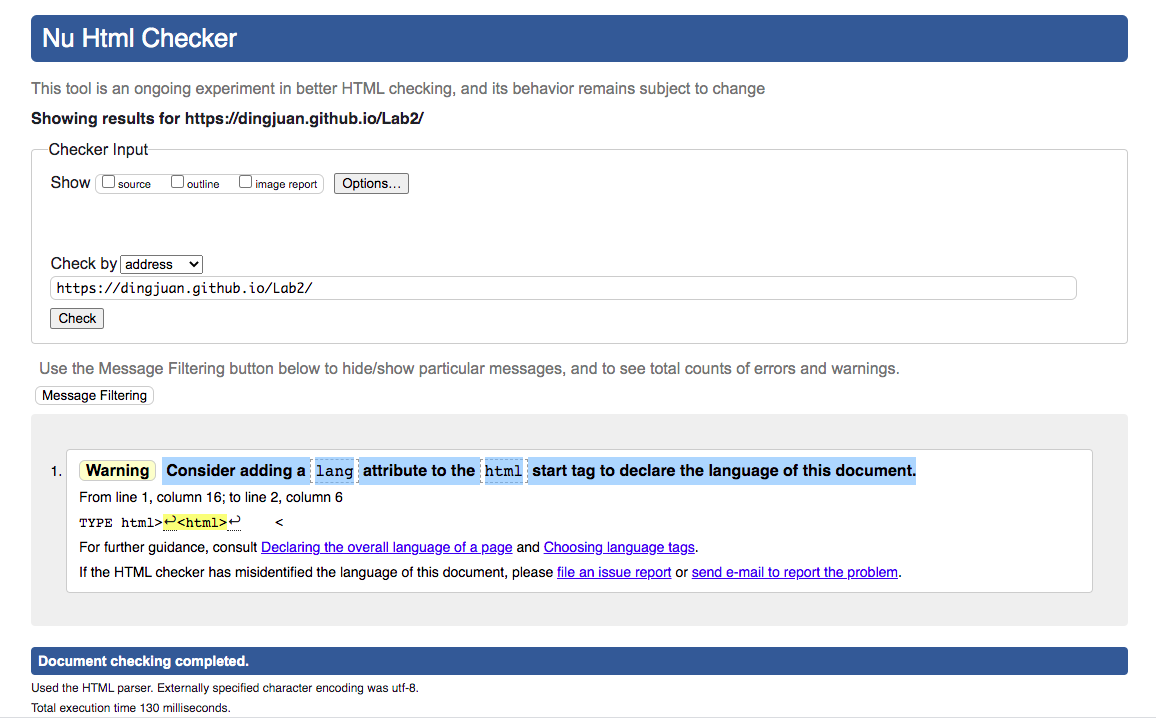 Nu Html Checker
This tool is an ongoing experiment in better HTML checking, and its behavior remains subject to change
Showing results for https://dingjuan.github.io/Lab2/
Checker Input
Show source outline image report Options...
Check by address
https://dingjuan.github.io/Lab2/
Check
Use the Message Filtering button below to hide/show particular messages, and to see total counts of errors and warnings.
Message Filtering
1. Warning Consider adding a lang attribute to the html start tag to declare the language of this document.
From line 1, column 16; to line 2, column 6
TYPE html>↩<html>↩    <
For further guidance, consult Declaring the overall language of a page and Choosing language tags.
If the HTML checker has misidentified the language of this document, please file an issue report or send e-mail to report the problem.
Document checking completed.
Used the HTML parser. Externally specified character encoding was utf-8.
Total execution time 130 milliseconds.